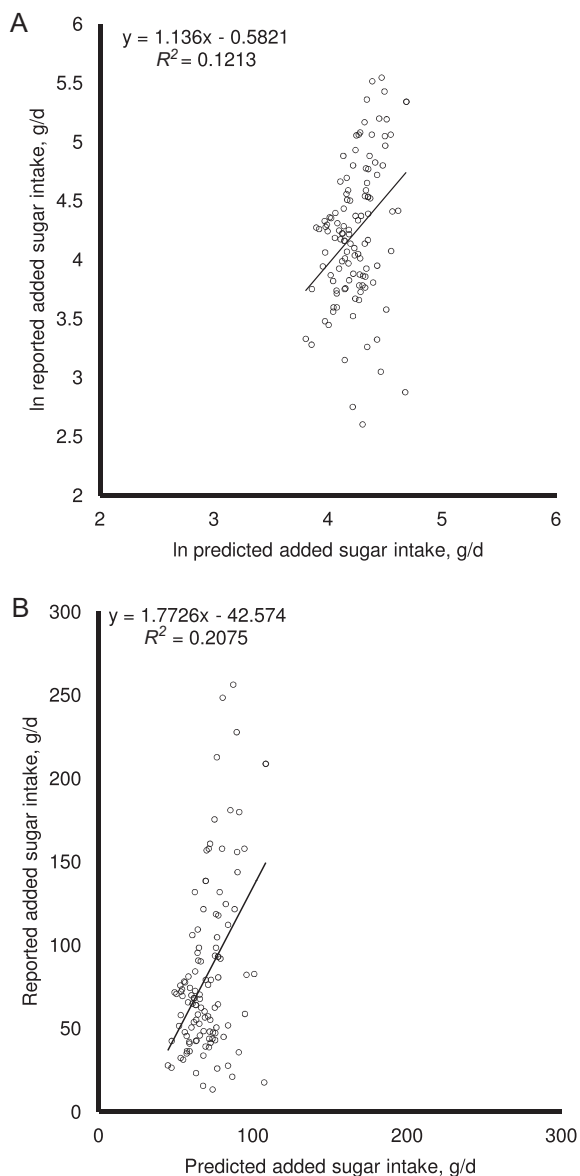 A
y = 1.136x - 0.5821
R² = 0.1213
6
5.5
5
4.5
4
3.5
3
2.5
2
ln reported added sugar intake, g/d
2 3 4 5 6
ln predicted added sugar intake, g/d
B
y = 1.7726x - 42.574
R² = 0.2075
300
250
200
150
100
50
0
Reported added sugar intake, g/d
0 100 200 300
Predicted added sugar intake, g/d